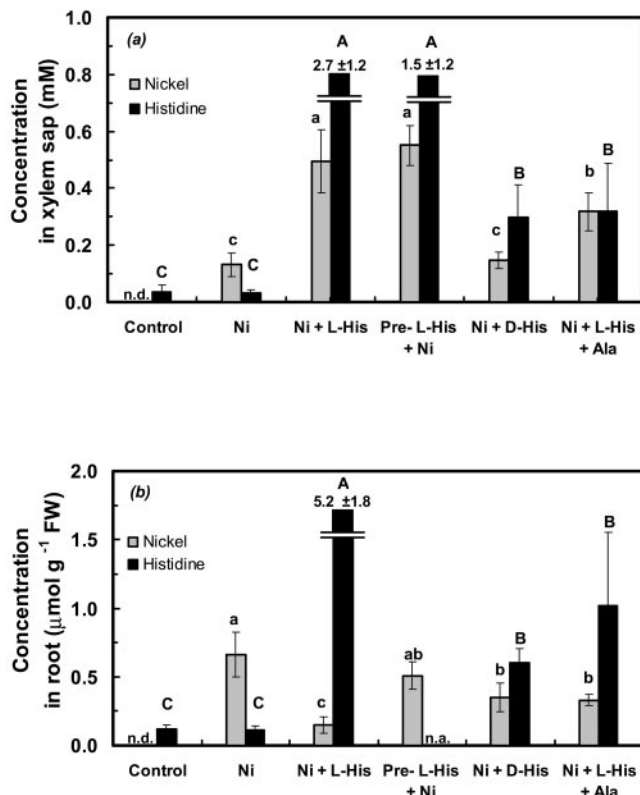 (a)
A
A
2.7 ±1.2
1.5 ±1.2
Nickel
Histidine
Concentration
in xylem sap (mM)
0.8
0.6
0.4
0.2
0.0
a
a
B
B
b
c
C
C
c
n.d.
Control
Ni
Ni + L-His
Pre- L-His
+ Ni
Ni + D-His
Ni + L-His
+ Ala
(b)
A
5.2 ±1.8
Nickel
Histidine
Concentration
in root (μmol g -1 FW)
2.0
1.5
1.0
0.5
0.0
B
a
ab
B
b
b
C
C
c
n.d.
n.a.
Control
Ni
Ni + L-His
Pre- L-His
+ Ni
Ni + D-His
Ni + L-His
+ Ala